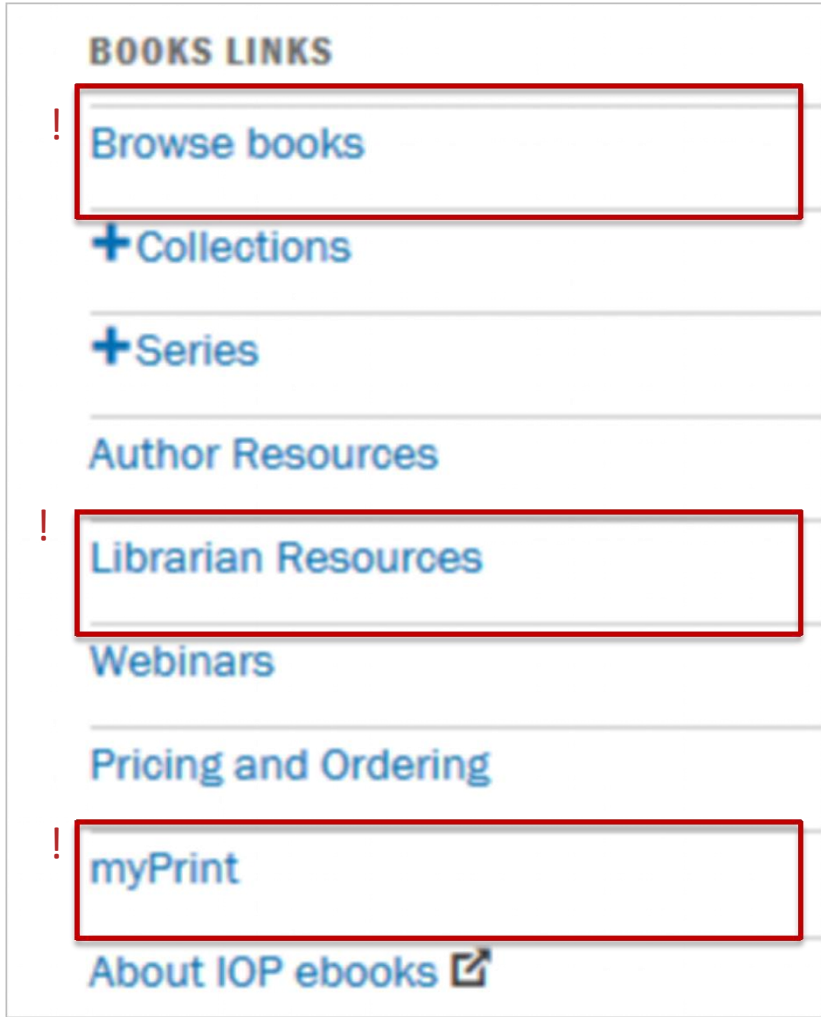 BOOKS LINKS
!
Browse books
+Collections
+Series
Author Resources
!
Librarian Resources
Webinars
Pricing and Ordering
!
myPrint
About IOP ebooks